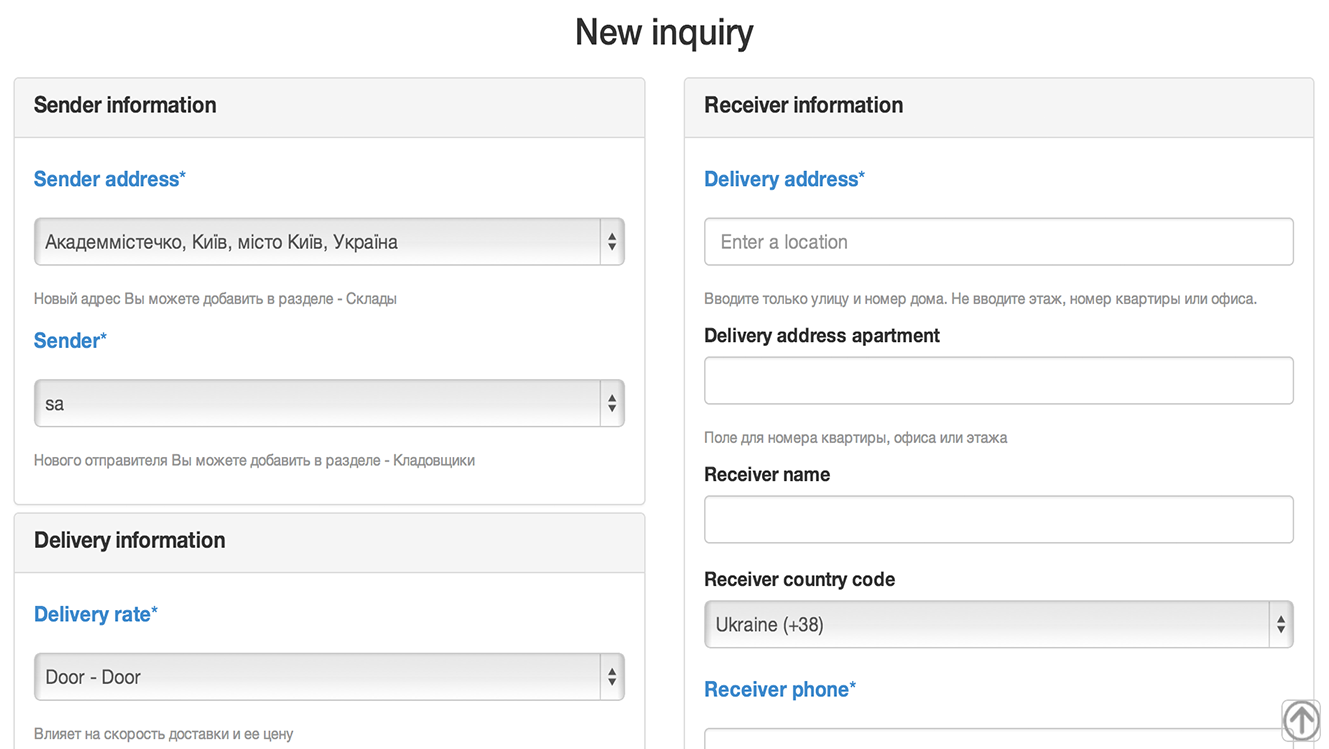 New inquiry
Sender information
Sender address*
Академмістечко, Київ, місто Київ, Україна
Новый адрес Вы можете добавить в разделе - Склады
Sender*
sa
Нового отправителя Вы можете добавить в разделе - Кладовщики
Delivery information
Delivery rate*
Door - Door
Влияет на скорость доставки и ее цену
Receiver information
Delivery address*
Enter a location
Вводите только улицу и номер дома. Не вводите этаж, номер квартиры или офиса.
Delivery address apartment
Поле для номера квартиры, офиса или этажа
Receiver name
Receiver country code
Ukraine (+38)
Receiver phone*